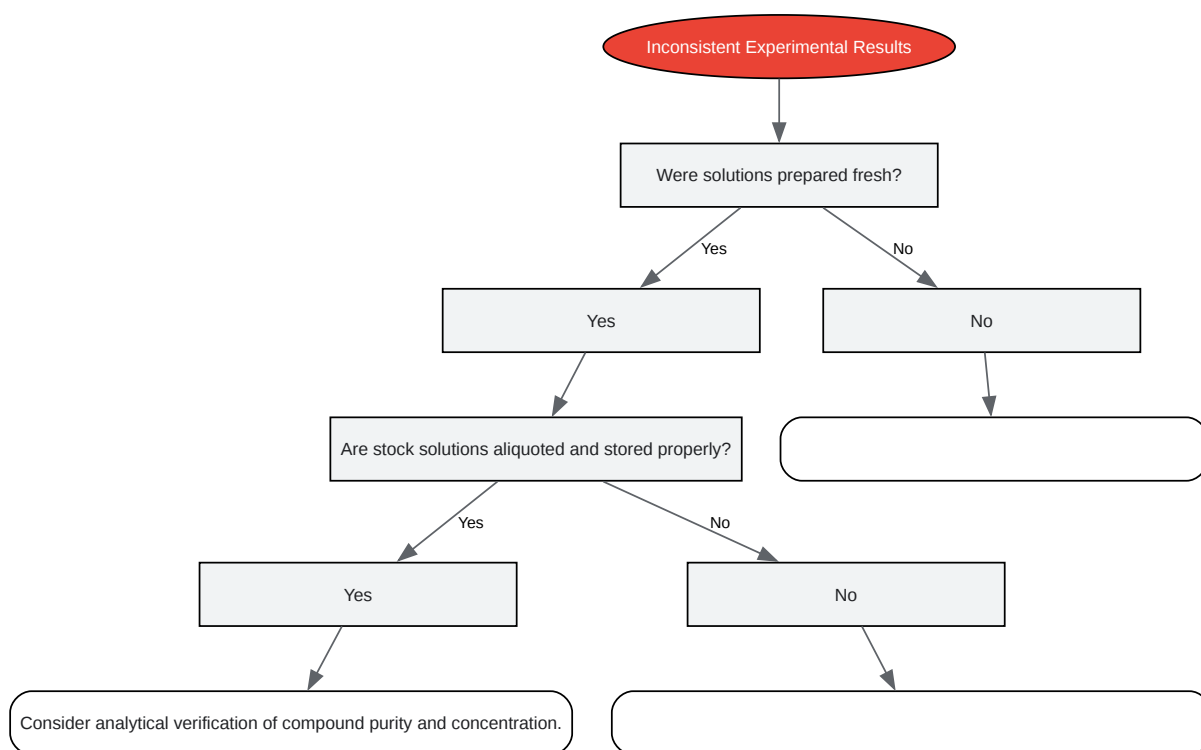 Inconsistent Experimental Results
Were solutions prepared fresh?
Yes
No
Yes
No
Are stock solutions aliquoted and stored properly?
Yes
No
Yes
No
Consider analytical verification of compound purity and concentration.